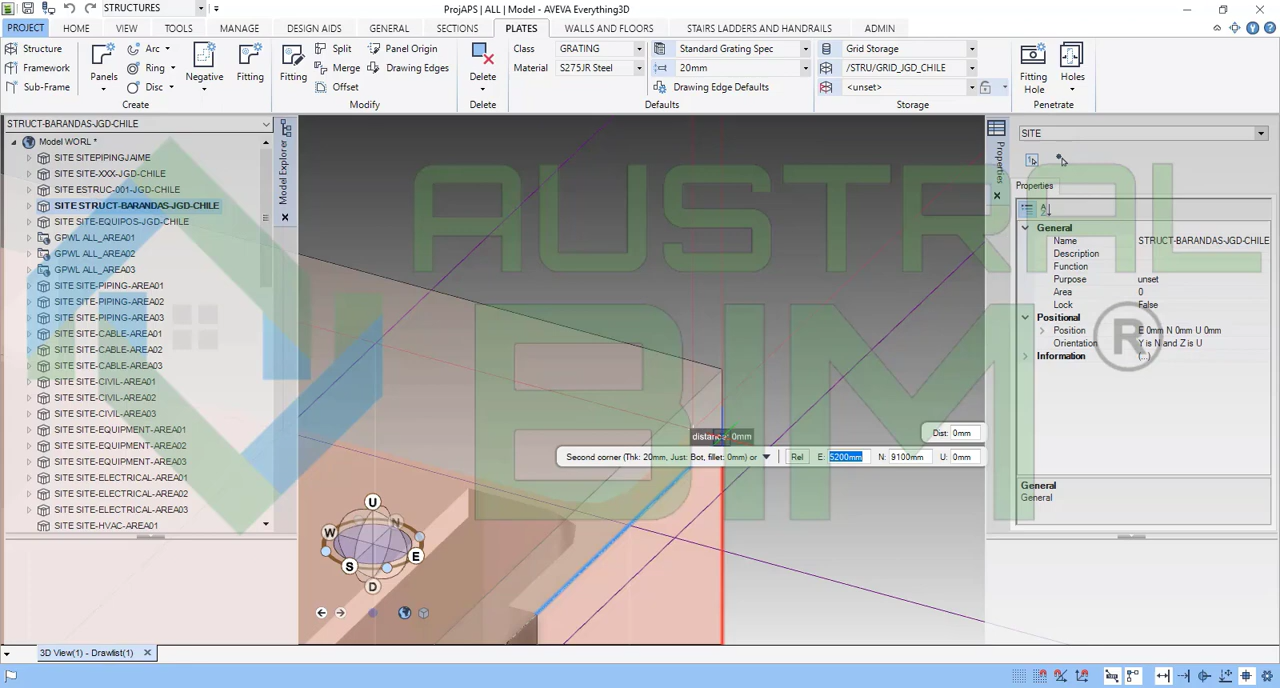 STRUCTURES
ProjAPS | ALL | Model - AVEVA Everything3D
PROJECT HOME VIEW TOOLS MANAGE DESIGN AIDS GENERAL SECTIONS PLATES WALLS AND FLOORS STAIRS LADDERS AND HANDRAILS ADMIN
Structure
Framework
Sub-Frame
Panels
Arc
Ring
Disc
Negative
Fitting
Create
Fitting
Split
Merge
Offset
Panel Origin
Drawing Edges
Modify
Delete
Delete
Class GRATING
Material S275JR Steel
Standard Grating Spec
20mm
Drawing Edge Defaults
Defaults
Grid Storage
/STRU/GRID_JGD_CHILE
<unset>
Storage
Fitting Hole
Holes
Penetrate
STRUCT-BARANDAS-JGD-CHILE
Model WORL *
SITE SITEPIPINGJAIME
SITE SITE-XXX-JGD-CHILE
SITE ESTRUC-001-JGD-CHILE
SITE STRUCT-BARANDAS-JGD-CHILE
SITE SITE-EQUIPOS-JGD-CHILE
GPWL ALL_AREA01
GPWL ALL_AREA02
GPWL ALL_AREA03
SITE SITE-PIPING-AREA01
SITE SITE-PIPING-AREA02
SITE SITE-PIPING-AREA03
SITE SITE-CABLE-AREA01
SITE SITE-CABLE-AREA02
SITE SITE-CABLE-AREA03
SITE SITE-CIVIL-AREA01
SITE SITE-CIVIL-AREA02
SITE SITE-CIVIL-AREA03
SITE SITE-EQUIPMENT-AREA01
SITE SITE-EQUIPMENT-AREA02
SITE SITE-EQUIPMENT-AREA03
SITE SITE-ELECTRICAL-AREA01
SITE SITE-ELECTRICAL-AREA02
SITE SITE-ELECTRICAL-AREA03
SITE SITE-HVAC-AREA01
Model Explorer
AUSTRAL
BIM ®
distance: 0mm
Dist: 0mm
Second corner (Thk: 20mm, Just: Bot, fillet: 0mm) or Rel E: 5200mm N: 9100mm U: 0mm
U
N
W
E
S
D
Properties
SITE
Properties
General
Name STRUCT-BARANDAS-JGD-CHILE
Description
Function
Purpose unset
Area 0
Lock False
Positional
Position E 0mm N 0mm U 0mm
Orientation Y is N and Z is U
Information (...)
General
General
3D View(1) - Drawlist(1)